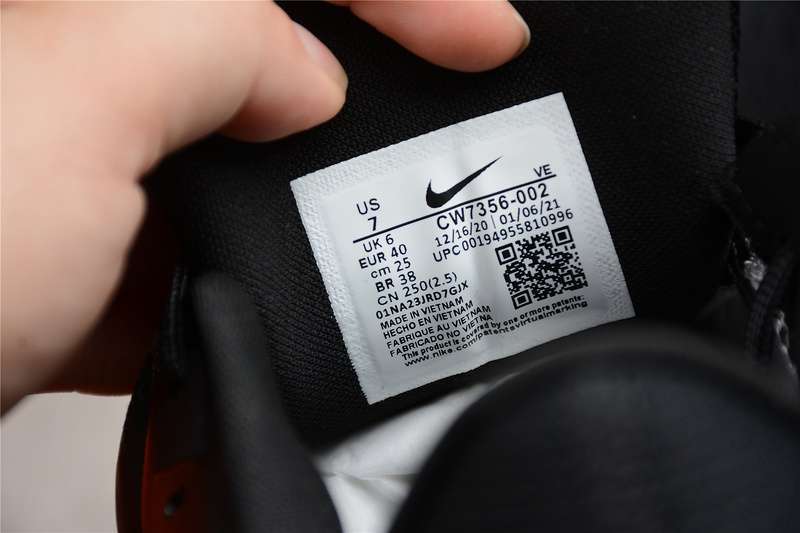 US
7
VE
UK 6
EUR 40
cm 25
BR 38
CN 250(2.5)
CW7356-002
12/16/20 | 01/06/21
UPC00194955810996
01NA23JRD7GJX
MADE IN VIETNAM
HECHO EN VIETNAM
FABRIQUE AU VIETNAM
FABRICADO NO VIETNA
This product is covered by one or more patents:
www.nike.com/patentsvirtualmarking